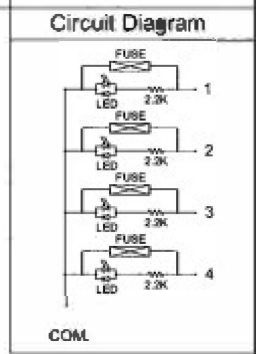 Circuit Diagram
FUSE
1
LED 2.2K
FUSE
2
LED 2.2K
FUSE
3
LED 2.2K
FUSE
4
LED 2.2K
COM.